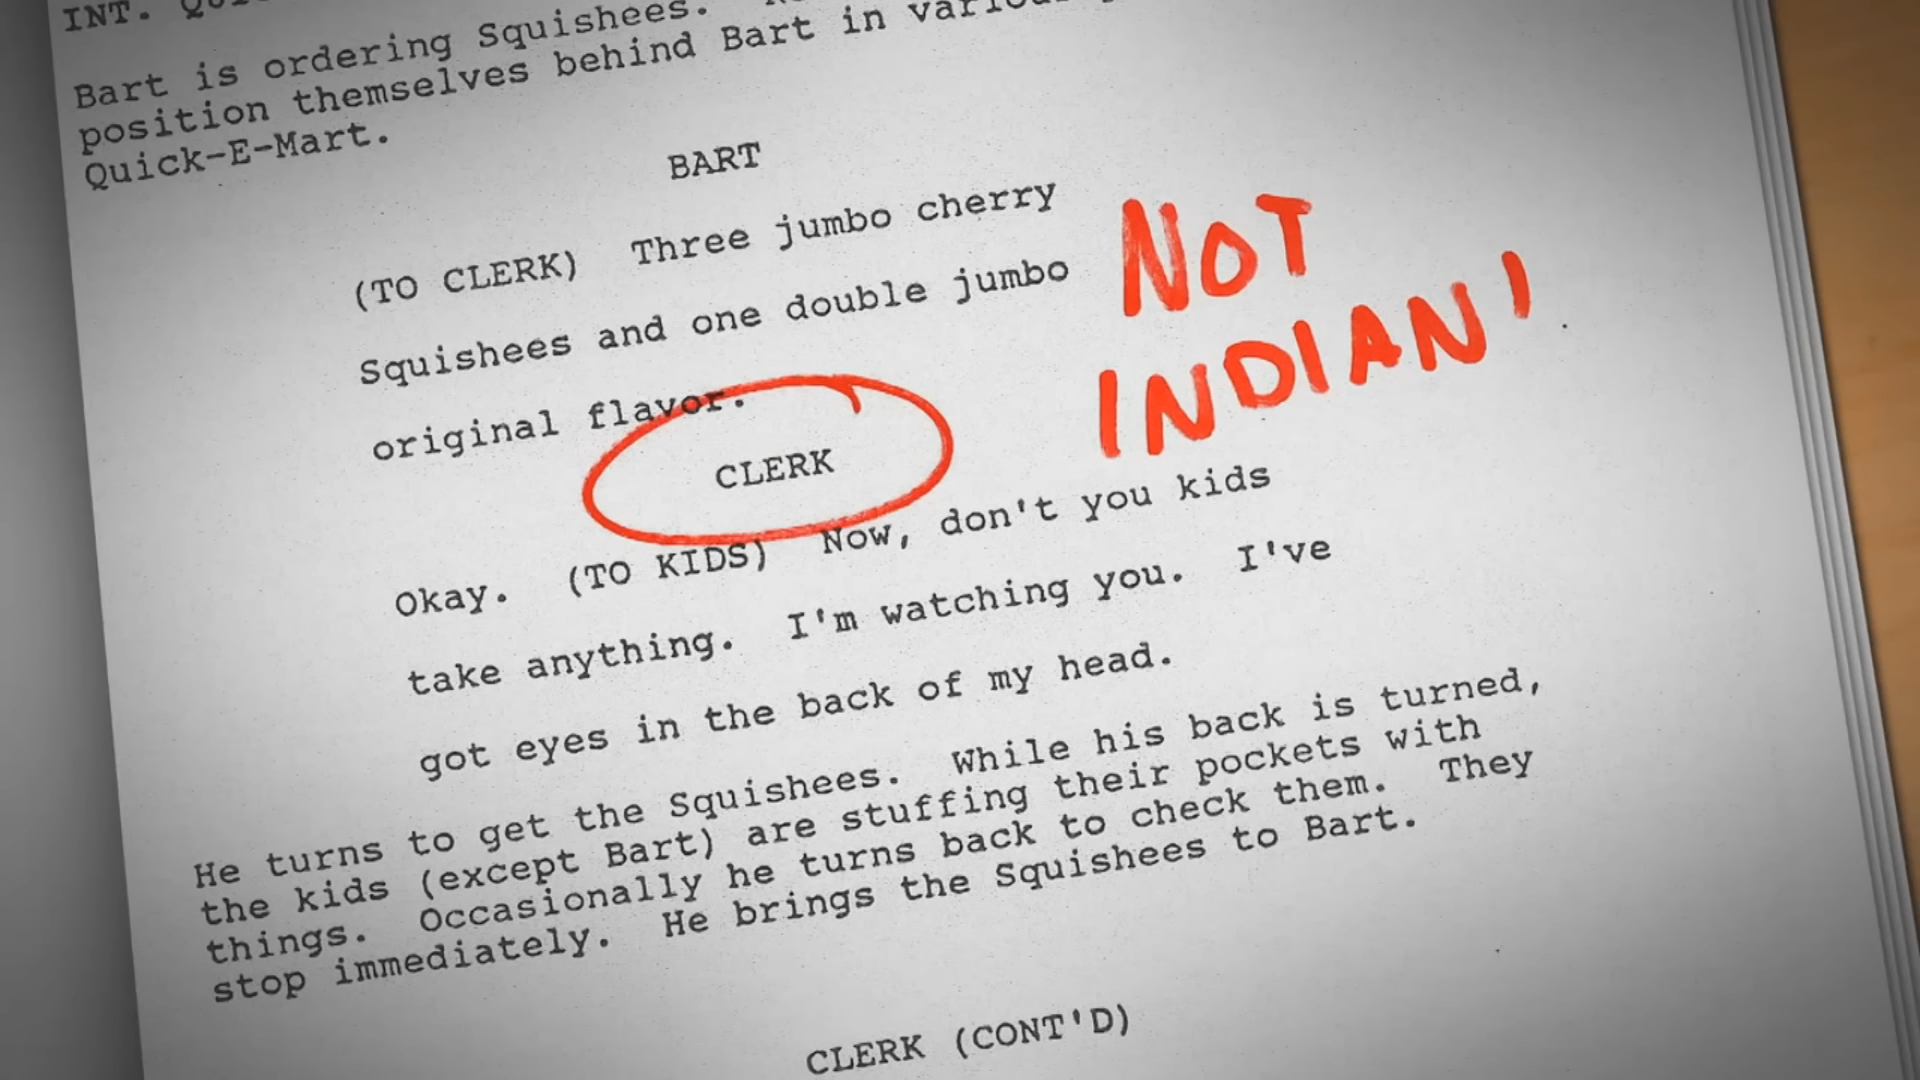 INT.
Bart is ordering Squishees.
position themselves behind Bart in
Quick-E-Mart.
BART
(TO CLERK) Three jumbo cherry
Squishees and one double jumbo
original flavor.
NOT
INDIAN!
CLERK
Okay. (TO KIDS) Now, don't you kids
take anything. I'm watching you. I've
got eyes in the back of my head.
He turns to get the Squishees. While his back is turned,
the kids (except Bart) are stuffing their pockets with
things. Occasionally he turns back to check them. They
stop immediately. He brings the Squishees to Bart.
CLERK (CONT'D)